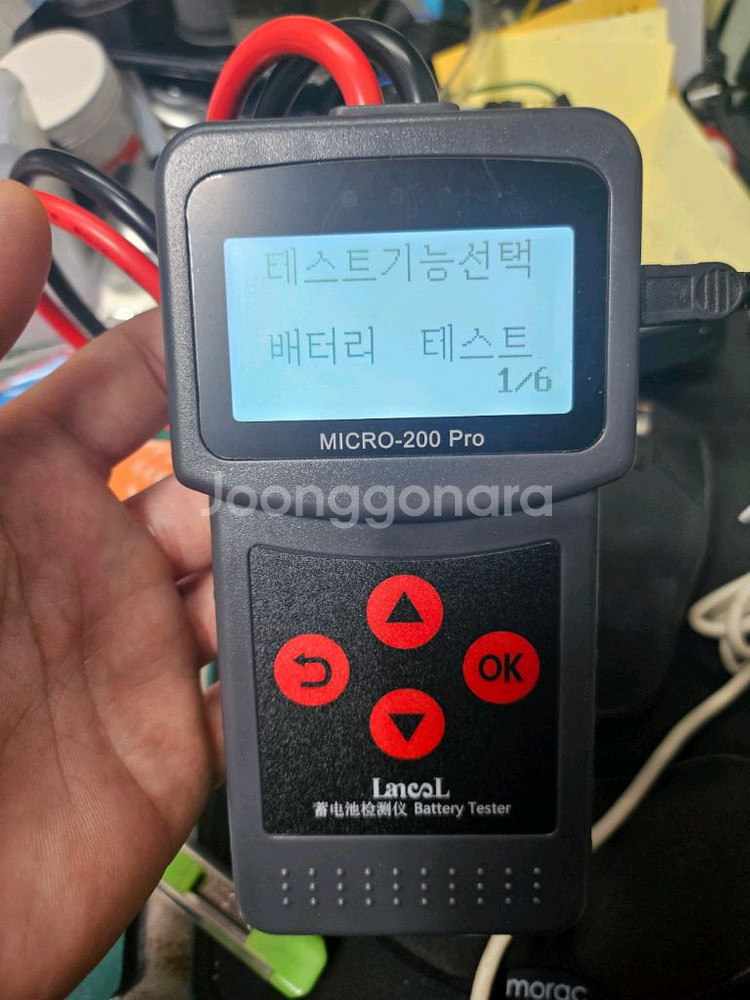 테스트기능선택
배터리 테스트
1/6
MICRO-200 Pro
Joonggonara
OK
LancoL
蓄电池检测仪 Battery Tester
morac